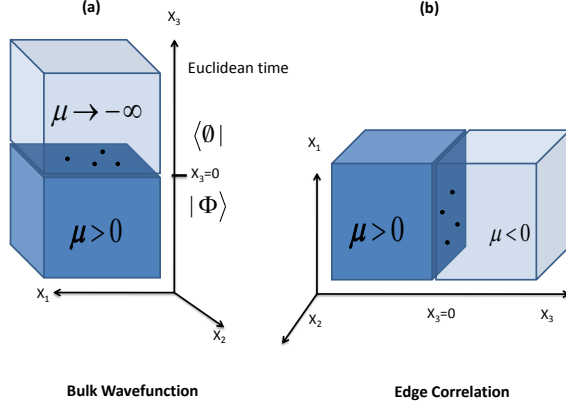 (a)
X3
Euclidean time
μ → −∞
⟨∅|
X3=0
|Φ⟩
μ > 0
X1
X2
Bulk Wavefunction
(b)
X1
μ > 0
μ < 0
X2
X3=0
X3
Edge Correlation